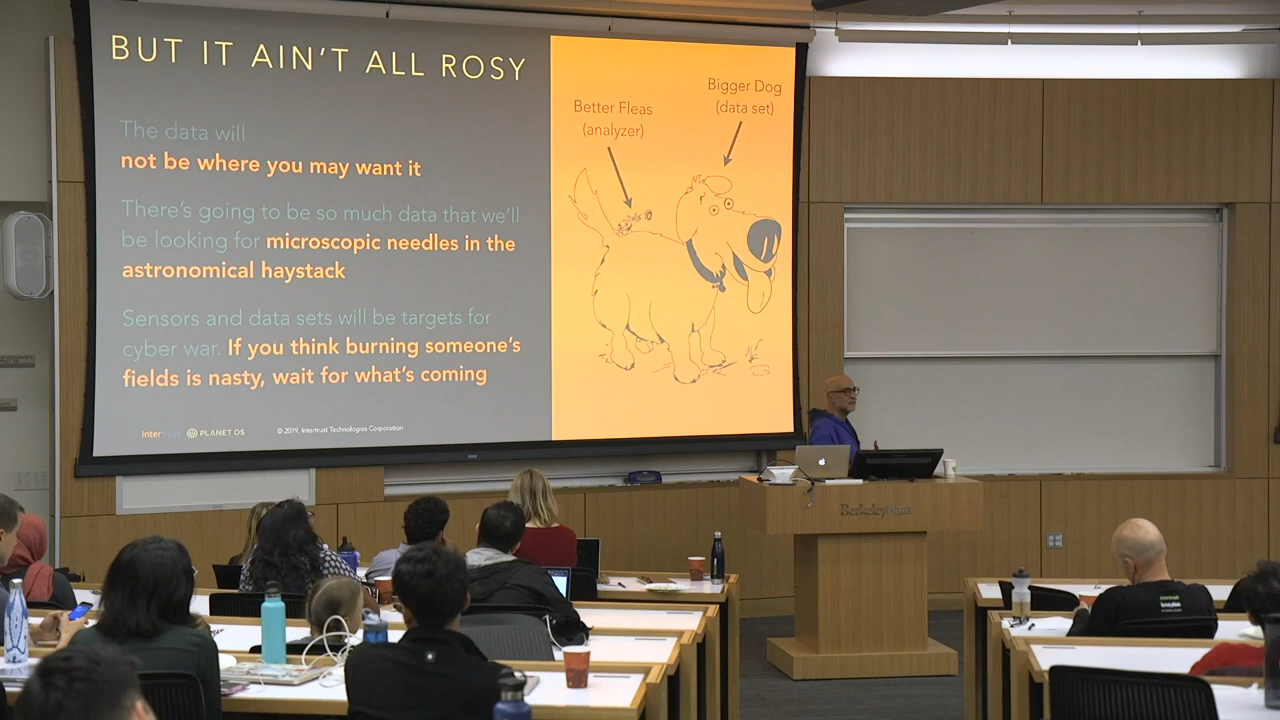 BUT IT AIN'T ALL ROSY
The data will
not be where you may want it
There's going to be so much data that we'll
be looking for microscopic needles in the
astronomical haystack
Sensors and data sets will be targets for
cyber war. If you think burning someone's
fields is nasty, wait for what's coming
Better Fleas
(analyzer)
Bigger Dog
(data set)
PLANET OS
© 2019, Intertrust Technologies Corporation
intertrust